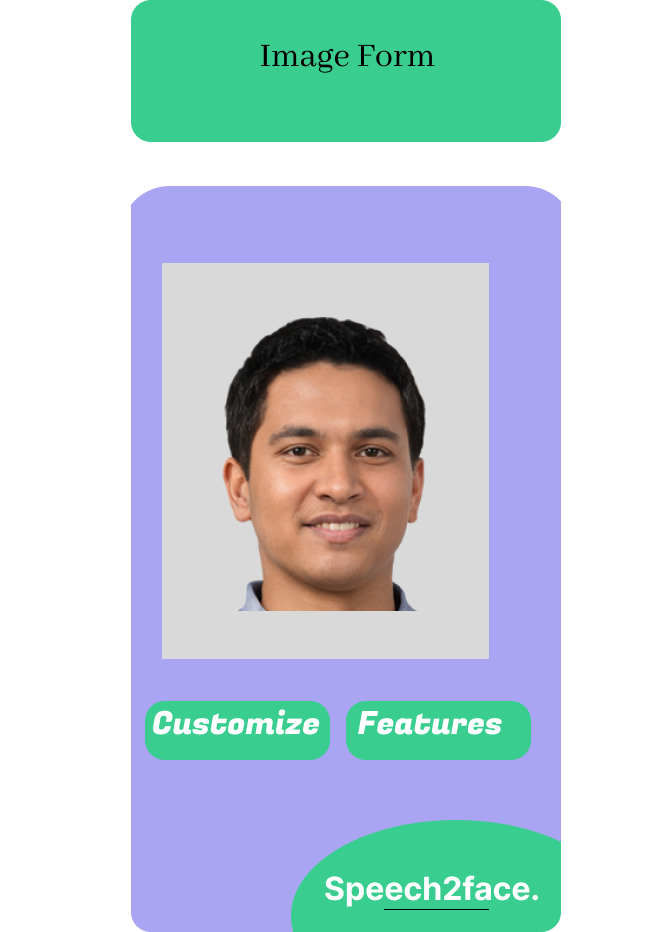 Image Form
Customize
Features
Speech2face.